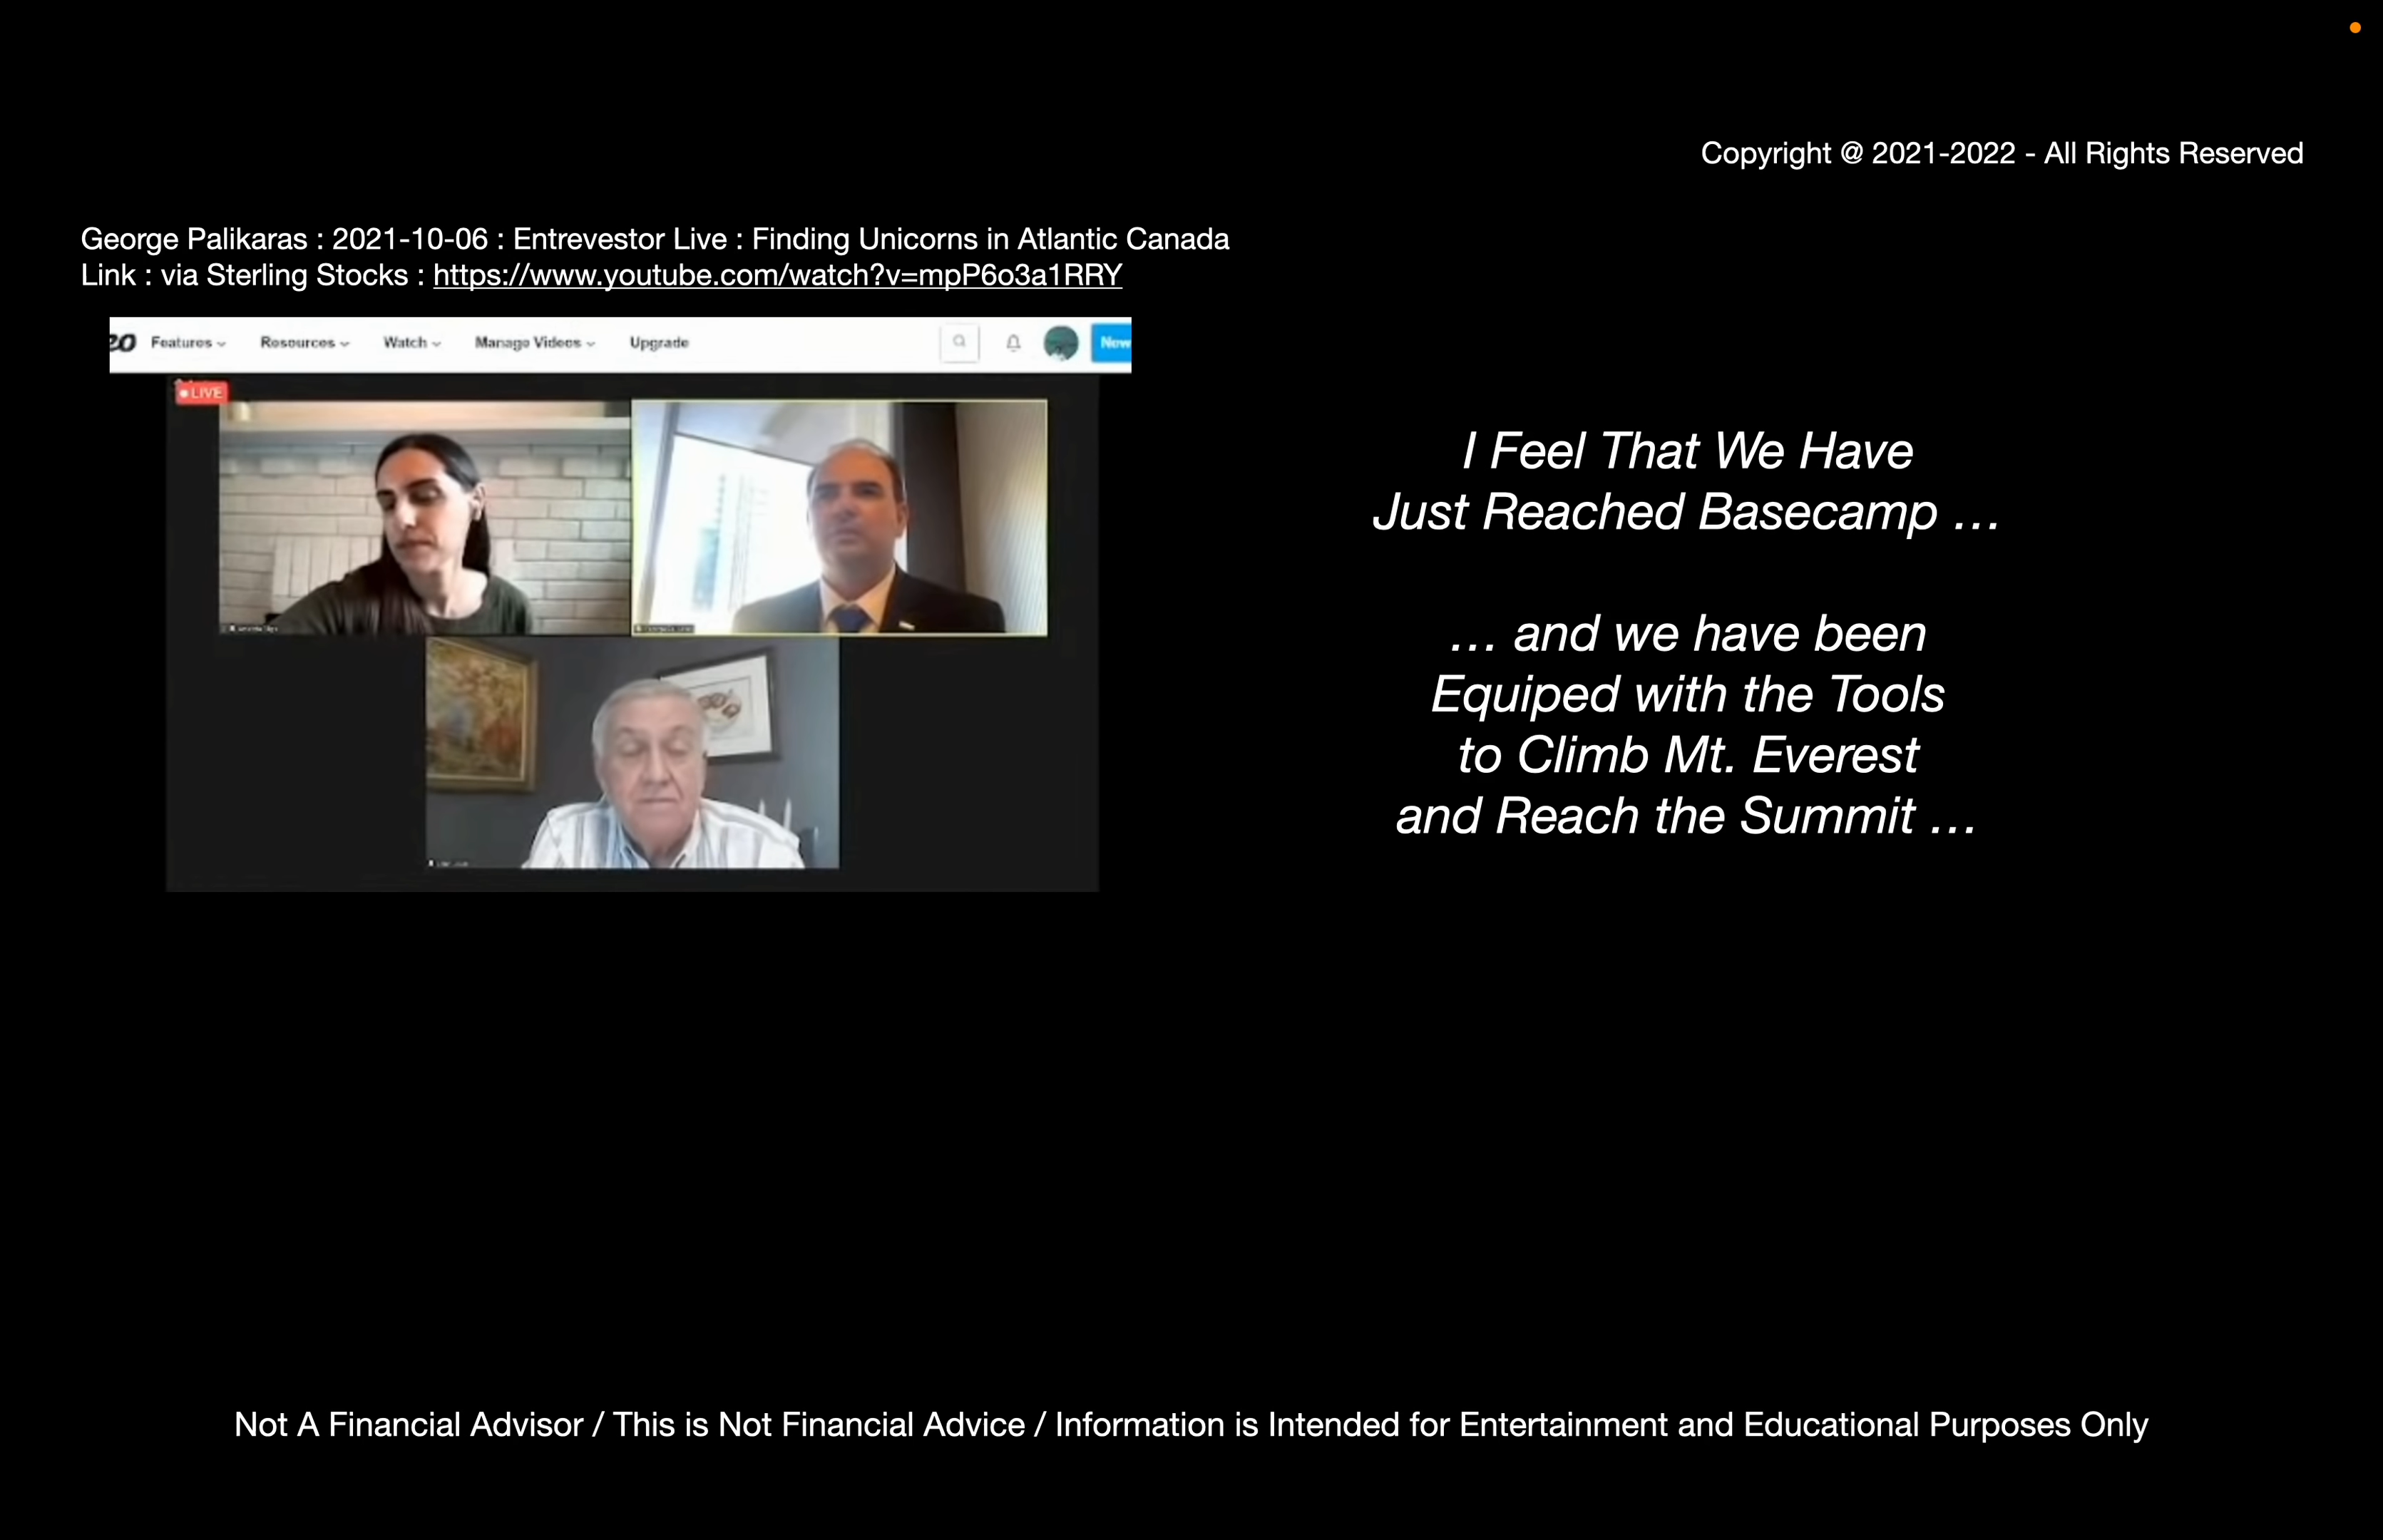 Copyright @ 2021-2022 - All Rights Reserved
George Palikaras : 2021-10-06 : Entrevestor Live : Finding Unicorns in Atlantic Canada
Link : via Sterling Stocks : https://www.youtube.com/watch?v=mpP6o3a1RRY
eo Features Resources Watch Manage Videos Upgrade New
LIVE
I Feel That We Have
Just Reached Basecamp …
… and we have been
Equiped with the Tools
to Climb Mt. Everest
and Reach the Summit …
Not A Financial Advisor / This is Not Financial Advice / Information is Intended for Entertainment and Educational Purposes Only